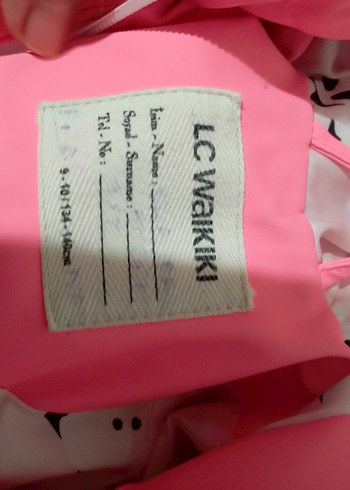 LC WAIKIKI
İsim - Name :
Soyad - Surname :
Tel - No :
9 - 10 / 134 - 140cm